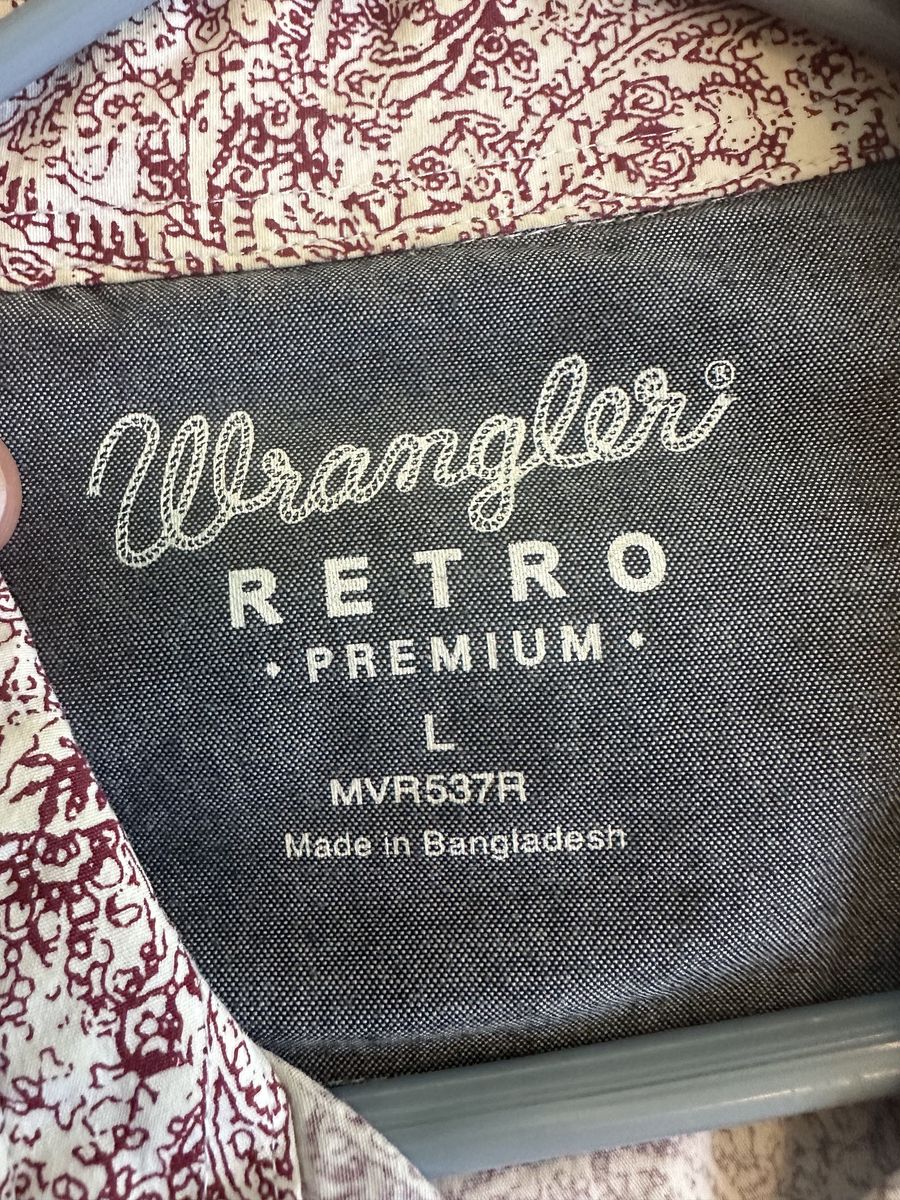 Wrangler®
RETRO
• PREMIUM •
L
MVR537R
Made in Bangladesh